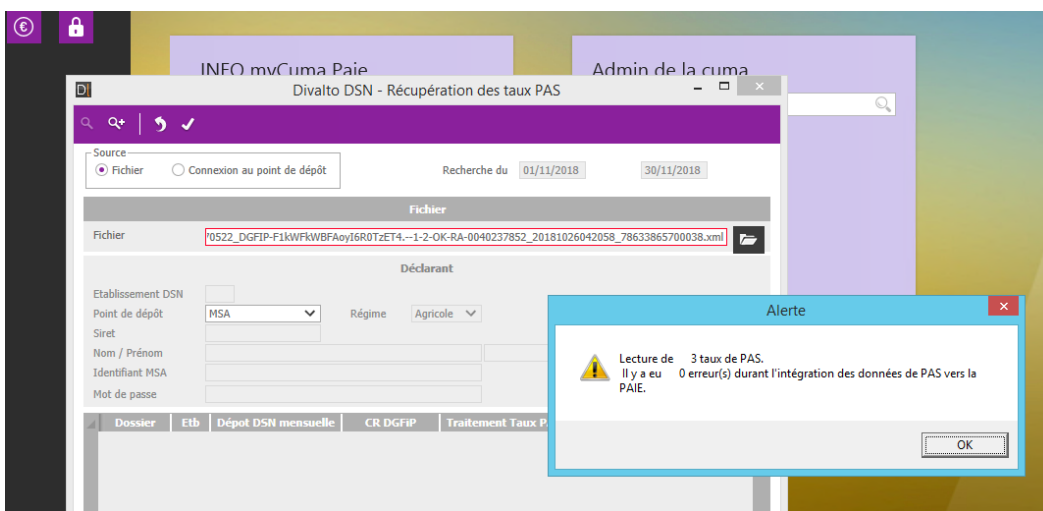 INFO myCuma Paie
Admin de la cuma
Divalto DSN - Récupération des taux PAS
Source
Fichier
Connexion au point de dépôt
Recherche du 01/11/2018 30/11/2018
Fichier
Fichier
70522_DGFIP-F1kWFkWBFAoyI6R0TzET4.--1-2-OK-RA-0040237852_20181026042058_78633865700038.xml
Déclarant
Etablissement DSN
Point de dépôt MSA Régime Agricole
Siret
Nom / Prénom
Identifiant MSA
Mot de passe
Dossier Etb Dépot DSN mensuelle CR DGFiP Traitement Taux P
Alerte
Lecture de 3 taux de PAS.
Il y a eu 0 erreur(s) durant l'intégration des données de PAS vers la
PAIE.
OK